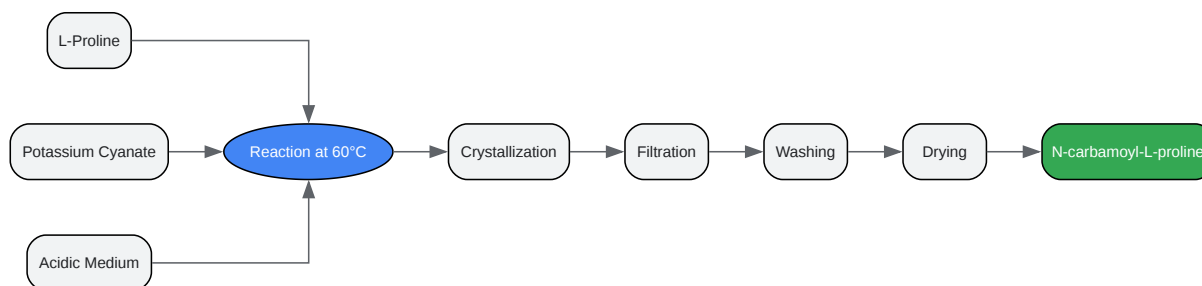 L-Proline
Potassium Cyanate
Reaction at 60°C
Crystallization
Filtration
Washing
Drying
N-carbamoyl-L-proline
Acidic Medium